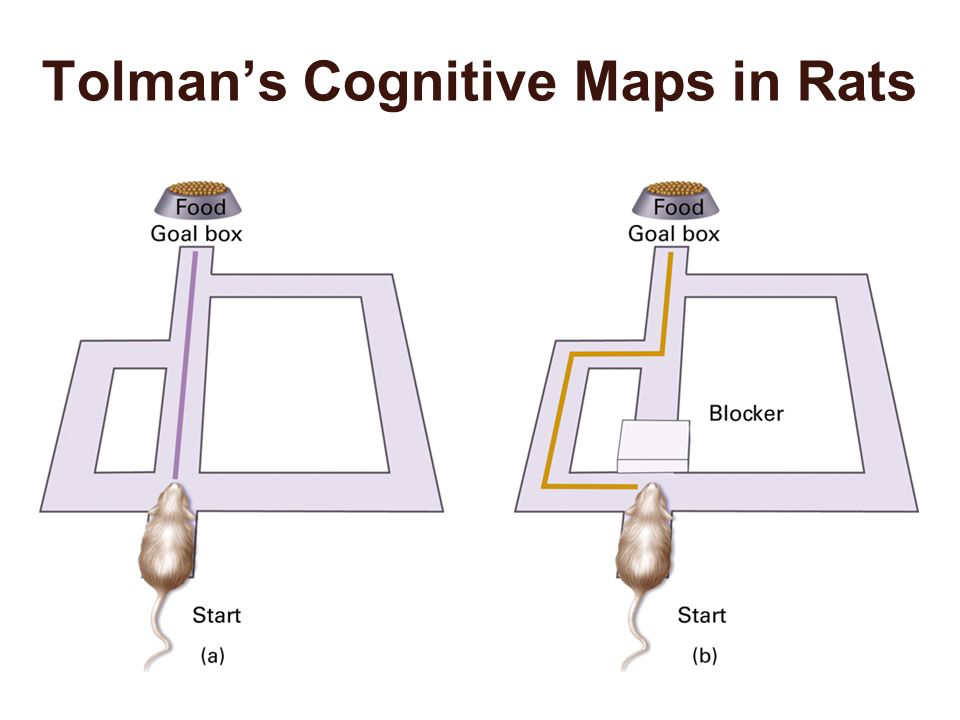 Tolman’s Cognitive Maps in Rats
Food
Goal box
Start
(a)
Food
Goal box
Blocker
Start
(b)